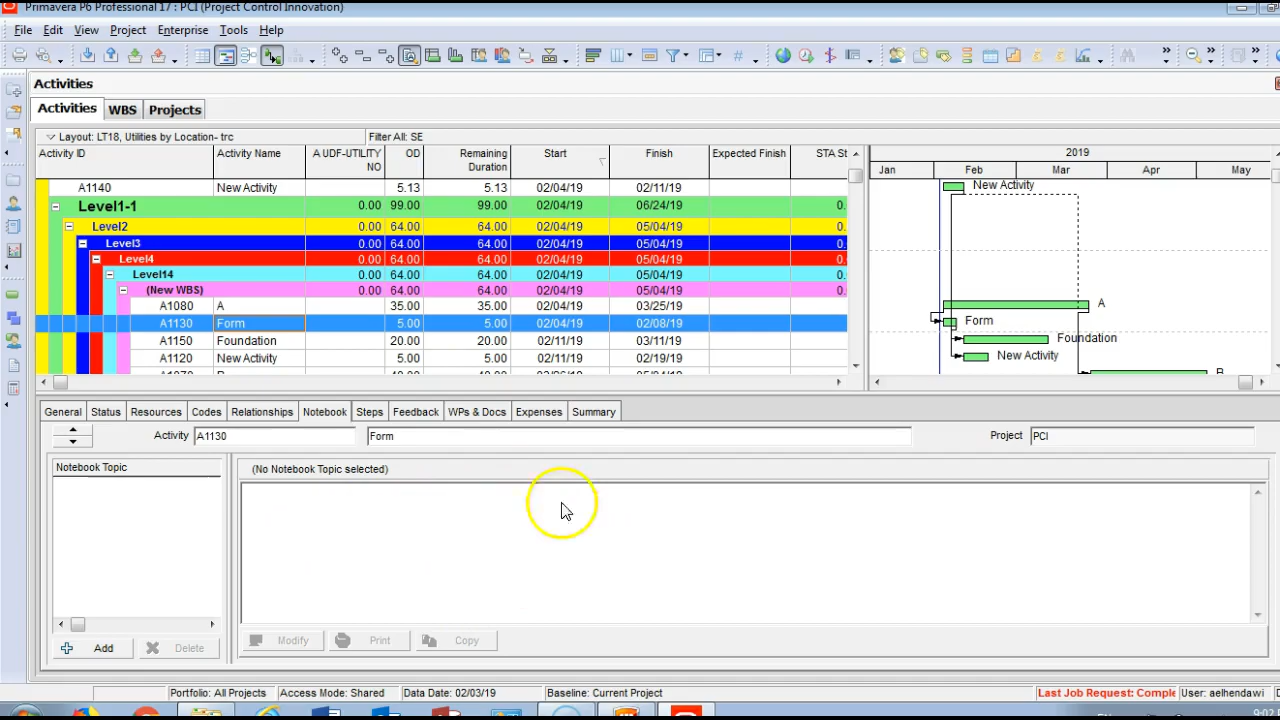 Primavera P6 Professional 17 : PCI (Project Control Innovation)
File Edit View Project Enterprise Tools Help
Activities
Activities WBS Projects
Layout: LT18, Utilities by Location- trc Filter All: SE
Activity ID Activity Name A UDF-UTILITY NO OD Remaining Duration Start Finish Expected Finish STA St
A1140 New Activity 5.13 5.13 02/04/19 02/11/19
Level1-1 0.00 99.00 99.00 02/04/19 06/24/19 0.
Level2 0.00 64.00 64.00 02/04/19 05/04/19 0.
Level3 0.00 64.00 64.00 02/04/19 05/04/19 0.
Level4 0.00 64.00 64.00 02/04/19 05/04/19 0.
Level14 0.00 64.00 64.00 02/04/19 05/04/19 0.
(New WBS) 0.00 64.00 64.00 02/04/19 05/04/19 0.
A1080 A 35.00 35.00 02/04/19 03/25/19
A1130 Form 5.00 5.00 02/04/19 02/08/19
A1150 Foundation 20.00 20.00 02/11/19 03/11/19
A1120 New Activity 5.00 5.00 02/11/19 02/19/19
2019
Jan Feb Mar Apr May
New Activity
A
Form
Foundation
New Activity
B
General Status Resources Codes Relationships Notebook Steps Feedback WPs & Docs Expenses Summary
Activity A1130 Form Project PCI
Notebook Topic
(No Notebook Topic selected)
Add Delete
Modify Print Copy
Portfolio: All Projects Access Mode: Shared Data Date: 02/03/19 Baseline: Current Project Last Job Request: Comple User: aelhendawi